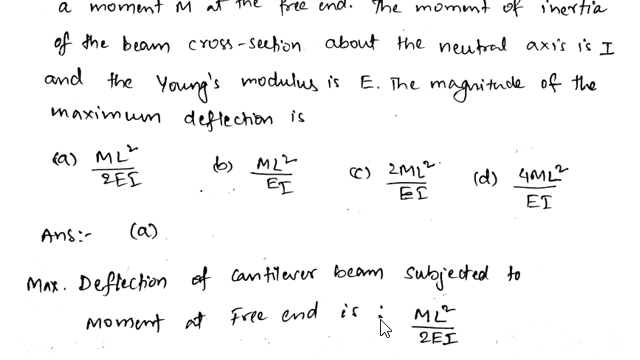 a moment M at the free end. The moment of inertia
of the beam cross-section about the neutral axis is I
and the Young's modulus is E. The magnitude of the
maximum deflection is
(a) ML²/2EI (b) ML²/EI (c) 2ML²/EI (d) 4ML²/EI
Ans:- (a)
Max. Deflection of cantilever beam subjected to
Moment at Free end is : ML²/2EI